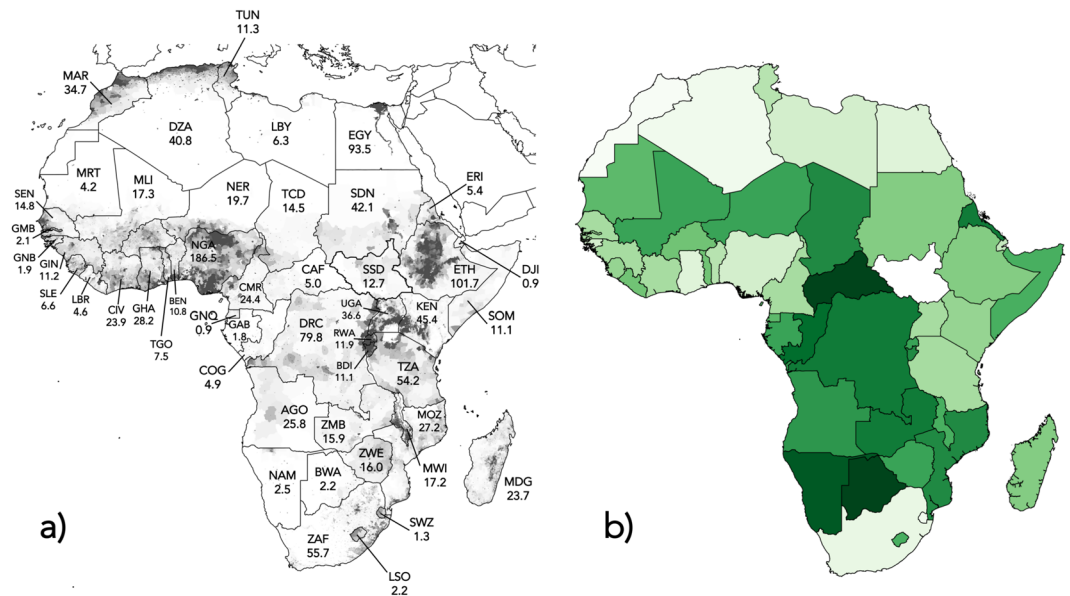 TUN
11.3
MAR
34.7
DZA
40.8
LBY
6.3
EGY
93.5
MRT
4.2
MLI
17.3
NER
19.7
TCD
14.5
SDN
42.1
ERI
5.4
SEN
14.8
GMB
2.1
GNB
1.9
GIN
11.2
SLE
6.6
LBR
4.6
CIV
23.9
GHA
28.2
TGO
7.5
BEN
10.8
NGA
186.5
CMR
24.4
CAF
5.0
SSD
12.7
ETH
101.7
DJI
0.9
SOM
11.1
GNQ
0.9
GAB
1.8
COG
4.9
DRC
79.8
UGA
36.6
KEN
45.4
RWA
11.9
BDI
11.1
TZA
54.2
AGO
25.8
ZMB
15.9
MOZ
27.2
MWI
17.2
ZWE
16.0
NAM
2.5
BWA
2.2
MDG
23.7
SWZ
1.3
ZAF
55.7
LSO
2.2
a)
b)